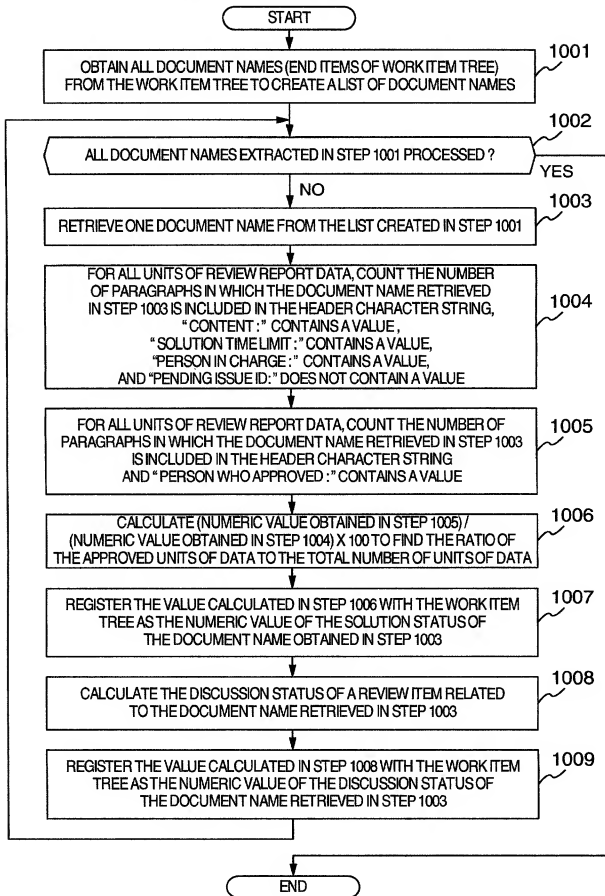 START
1001
OBTAIN ALL DOCUMENT NAMES (END ITEMS OF WORK ITEM TREE)
FROM THE WORK ITEM TREE TO CREATE A LIST OF DOCUMENT NAMES
1002
ALL DOCUMENT NAMES EXTRACTED IN STEP 1001 PROCESSED ?
YES
NO
1003
RETRIEVE ONE DOCUMENT NAME FROM THE LIST CREATED IN STEP 1001
1004
FOR ALL UNITS OF REVIEW REPORT DATA, COUNT THE NUMBER
OF PARAGRAPHS IN WHICH THE DOCUMENT NAME RETRIEVED
IN STEP 1003 IS INCLUDED IN THE HEADER CHARACTER STRING,
"CONTENT :" CONTAINS A VALUE ,
"SOLUTION TIME LIMIT :" CONTAINS A VALUE,
"PERSON IN CHARGE :" CONTAINS A VALUE,
AND "PENDING ISSUE ID:" DOES NOT CONTAIN A VALUE
1005
FOR ALL UNITS OF REVIEW REPORT DATA, COUNT THE NUMBER OF
PARAGRAPHS IN WHICH THE DOCUMENT NAME RETRIEVED IN STEP 1003
IS INCLUDED IN THE HEADER CHARACTER STRING
AND "PERSON WHO APPROVED :" CONTAINS A VALUE
1006
CALCULATE (NUMERIC VALUE OBTAINED IN STEP 1005) /
(NUMERIC VALUE OBTAINED IN STEP 1004) X 100 TO FIND THE RATIO OF
THE APPROVED UNITS OF DATA TO THE TOTAL NUMBER OF UNITS OF DATA
1007
REGISTER THE VALUE CALCULATED IN STEP 1006 WITH THE WORK ITEM
TREE AS THE NUMERIC VALUE OF THE SOLUTION STATUS OF
THE DOCUMENT NAME OBTAINED IN STEP 1003
1008
CALCULATE THE DISCUSSION STATUS OF A REVIEW ITEM RELATED
TO THE DOCUMENT NAME RETRIEVED IN STEP 1003
1009
REGISTER THE VALUE CALCULATED IN STEP 1008 WITH THE WORK ITEM
TREE AS THE NUMERIC VALUE OF THE DISCUSSION STATUS OF
THE DOCUMENT NAME RETRIEVED IN STEP 1003
END